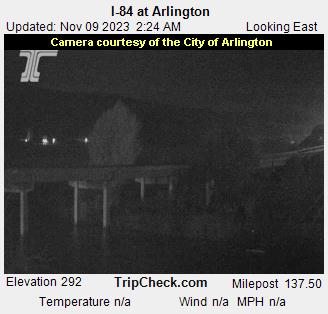 I-84 at Arlington
Updated: Nov 09 2023 2:24 AM Looking East
Camera courtesy of the City of Arlington
Elevation 292 TripCheck.com Milepost 137.50
Temperature n/a Wind n/a MPH n/a